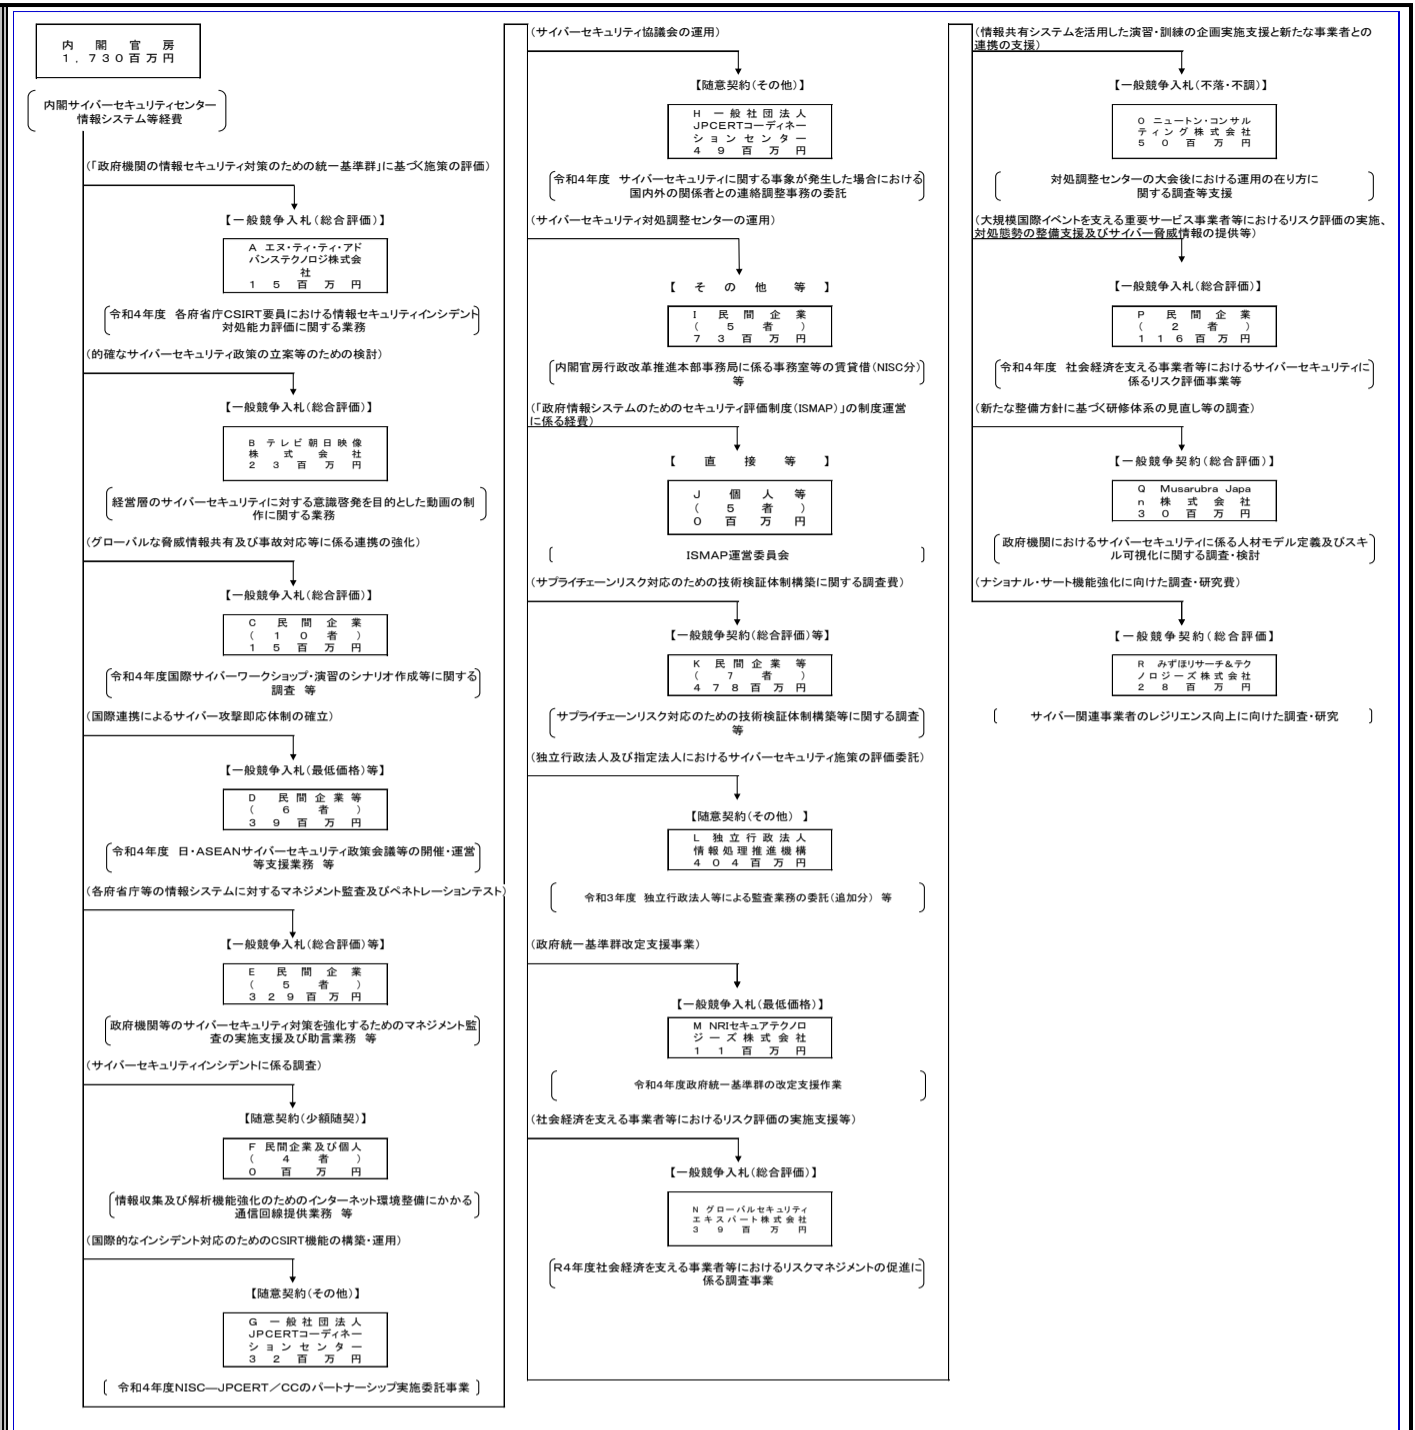 内閣官房
1,730百万円
内閣サイバーセキュリティセンター
情報システム等経費
(「政府機関の情報セキュリティ対策のための統一基準群」に基づく施策の評価)
【一般競争入札(総合評価)】
A エヌ・ティ・ティ・アド
バンステクノロジ株式会
社
15百万円
令和4年度 各府省庁CSIRT要員における情報セキュリティインシデント
対処能力評価に関する業務
(的確なサイバーセキュリティ政策の立案等のための検討)
【一般競争入札(総合評価)】
B テレビ朝日映像
株式会社
23百万円
経営層のサイバーセキュリティに対する意識啓発を目的とした動画の制
作に関する業務
(グローバルな脅威情報共有及び事故対応等に係る連携の強化)
【一般競争入札(総合評価)】
C 民間企業
(10者)
15百万円
令和4年度国際サイバーワークショップ・演習のシナリオ作成等に関する
調査 等
(国際連携によるサイバー攻撃即応体制の確立)
【一般競争入札(最低価格)等】
D 民間企業等
(6者)
39百万円
令和4年度 日・ASEANサイバーセキュリティ政策会議等の開催・運営
等支援業務 等
(各府省庁等の情報システムに対するマネジメント監査及びペネトレーションテスト)
【一般競争入札(総合評価)等】
E 民間企業
(5者)
329百万円
政府機関等のサイバーセキュリティ対策を強化するためのマネジメント監
査の実施支援及び助言業務 等
(サイバーセキュリティインシデントに係る調査)
【随意契約(少額随契)】
F 民間企業及び個人
(4者)
0百万円
情報収集及び解析機能強化のためのインターネット環境整備にかかる
通信回線提供業務 等
(国際的なインシデント対応のためのCSIRT機能の構築・運用)
【随意契約(その他)】
G 一般社団法人
JPCERTコーディネー
ションセンター
32百万円
令和4年度NISC―JPCERT/CCのパートナーシップ実施委託事業
(サイバーセキュリティ協議会の運用)
【随意契約(その他)】
H 一般社団法人
JPCERTコーディネー
ションセンター
49百万円
令和4年度 サイバーセキュリティに関する事象が発生した場合における
国内外の関係者との連絡調整事務の委託
(サイバーセキュリティ対処調整センターの運用)
【その他等】
I 民間企業
(5者)
73百万円
内閣官房行政改革推進本部事務局に係る事務室等の賃貸借(NISC分)
等
(「政府情報システムのためのセキュリティ評価制度(ISMAP)」の制度運営
に係る経費)
【直接等】
J 個人等
(5者)
0百万円
ISMAP運営委員会
(サプライチェーンリスク対応のための技術検証体制構築に関する調査費)
【一般競争契約(総合評価)等】
K 民間企業等
(7者)
478百万円
サプライチェーンリスク対応のための技術検証体制構築等に関する調査
等
(独立行政法人及び指定法人におけるサイバーセキュリティ施策の評価委託)
【随意契約(その他) 】
L 独立行政法人
情報処理推進機構
404百万円
令和3年度 独立行政法人等による監査業務の委託(追加分) 等
(政府統一基準群改定支援事業)
【一般競争入札(最低価格)】
M NRIセキュアテクノロ
ジーズ株式会社
11百万円
令和4年度政府統一基準群の改定支援作業
(社会経済を支える事業者等におけるリスク評価の実施支援等)
【一般競争入札(総合評価)】
N グローバルセキュリティ
エキスパート株式会社
39百万円
R4年度社会経済を支える事業者等におけるリスクマネジメントの促進に
係る調査事業
(情報共有システムを活用した演習・訓練の企画実施支援と新たな事業者との
連携の支援)
【一般競争入札(不落・不調)】
O ニュートン・コンサル
ティング株式会社
50百万円
対処調整センターの大会後における運用の在り方に
関する調査等支援
(大規模国際イベントを支える重要サービス事業者等におけるリスク評価の実施、
対処態勢の整備支援及びサイバー脅威情報の提供等)
【一般競争入札(総合評価)】
P 民間企業
(2者)
116百万円
令和4年度 社会経済を支える事業者等におけるサイバーセキュリティに
係るリスク評価事業等
(新たな整備方針に基づく研修体系の見直し等の調査)
【一般競争契約(総合評価)】
Q Musarubra Japa
n株式会社
30百万円
政府機関におけるサイバーセキュリティに係る人材モデル定義及びスキ
ル可視化に関する調査・検討
(ナショナル・サート機能強化に向けた調査・研究費)
【一般競争契約(総合評価】
R みずほリサーチ&テク
ノロジーズ株式会社
28百万円
サイバー関連事業者のレジリエンス向上に向けた調査・研究